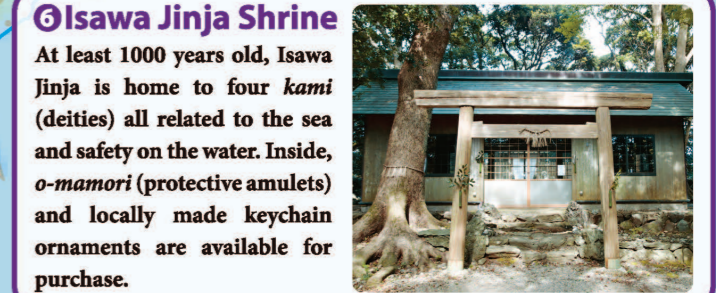 ❻Isawa Jinja Shrine
At least 1000 years old, Isawa
Jinja is home to four kami
(deities) all related to the sea
and safety on the water. Inside,
o-mamori (protective amulets)
and locally made keychain
ornaments are available for
purchase.